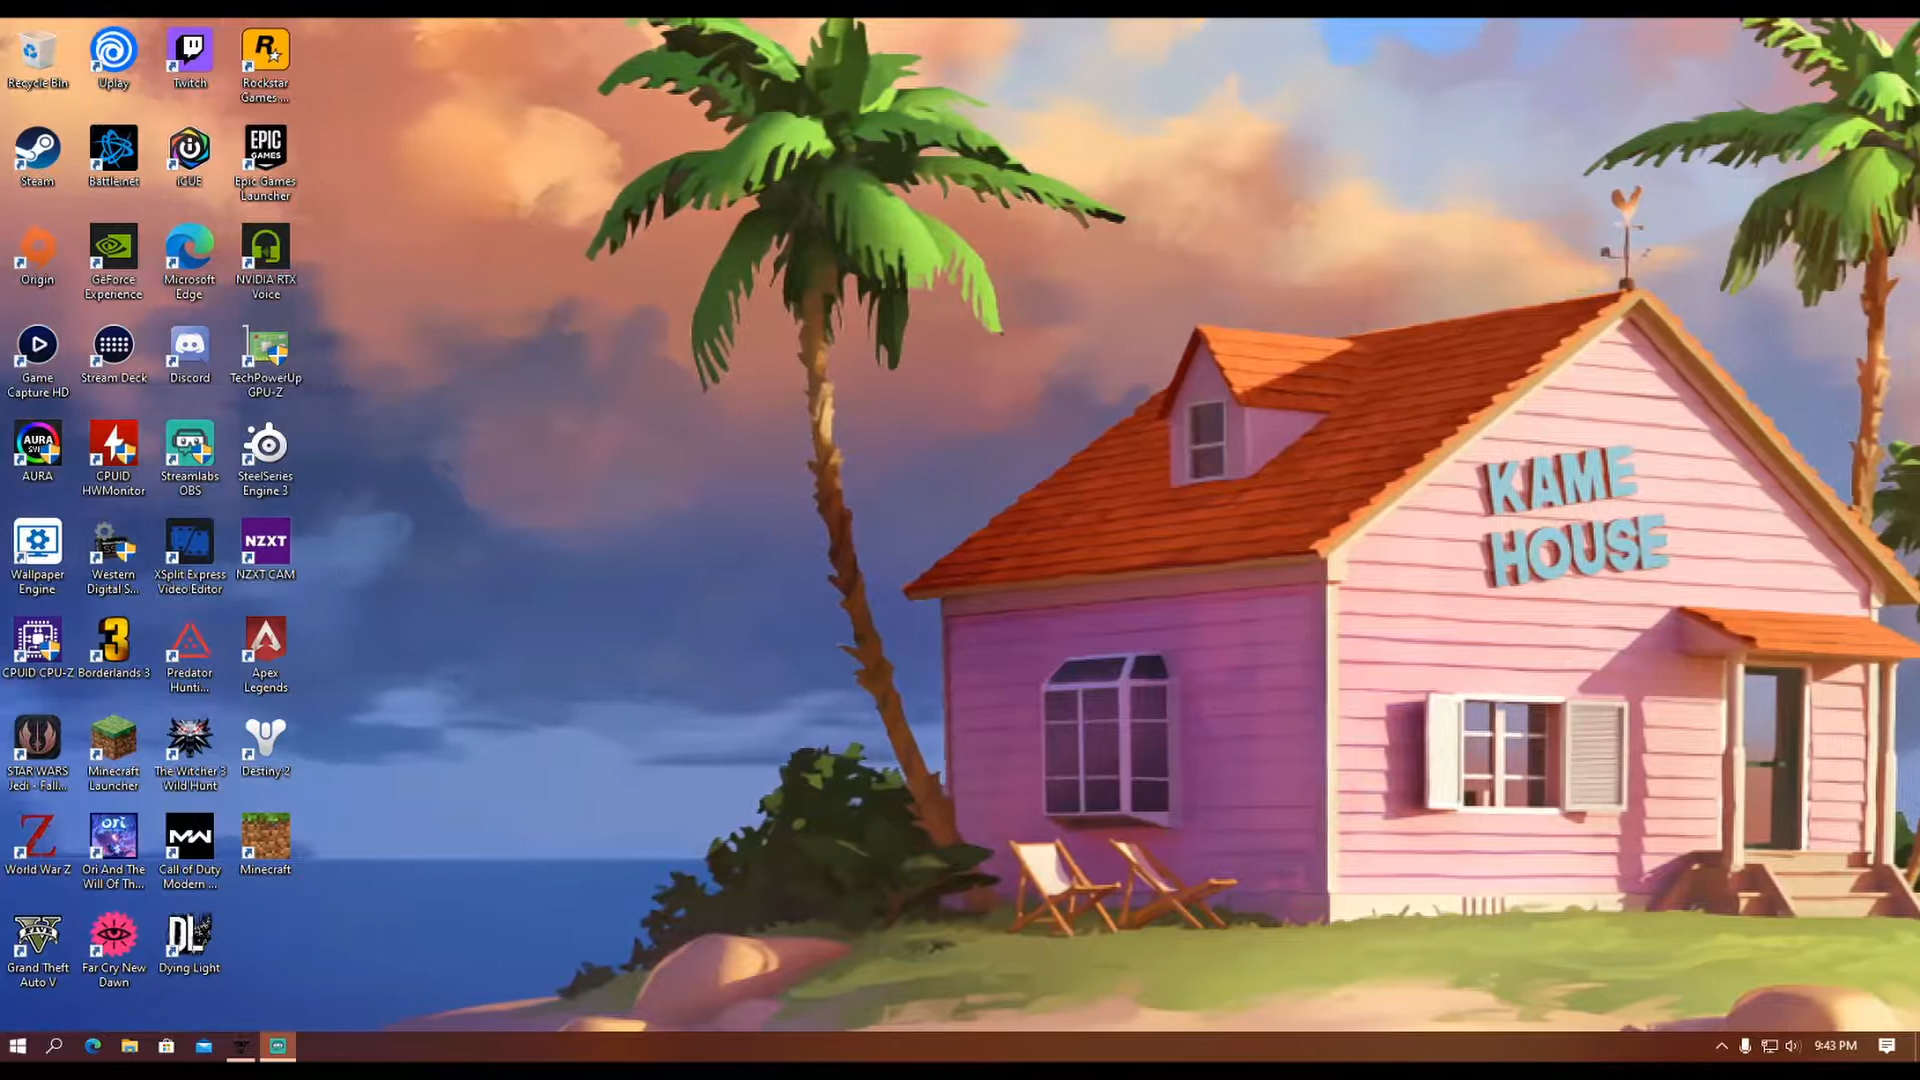 Recycle Bin
Uplay
Twitch
Rockstar
Games ...
Steam
Battle.net
iCUE
EPIC
GAMES
Epic Games
Launcher
Origin
GeForce
Experience
Microsoft
Edge
NVIDIA RTX
Voice
Game
Capture HD
Stream Deck
Discord
TechPowerUp
GPU-Z
AURA
AURA
CPUID
HWMonitor
Streamlabs
OBS
SteelSeries
Engine 3
Wallpaper
Engine
Western
Digital S...
XSplit Express
Video Editor
NZXT
NZXT CAM
CPUID CPU-Z
3
Borderlands 3
Predator
Hunti...
Apex
Legends
STAR WARS
Jedi - Fall...
Minecraft
Launcher
The Witcher 3
Wild Hunt
Destiny 2
World War Z
ori
Ori And The
Will Of Th...
MW
Call of Duty
Modern ...
Minecraft
Grand Theft
Auto V
Far Cry New
Dawn
DL
Dying Light
KAME
HOUSE
9:43 PM